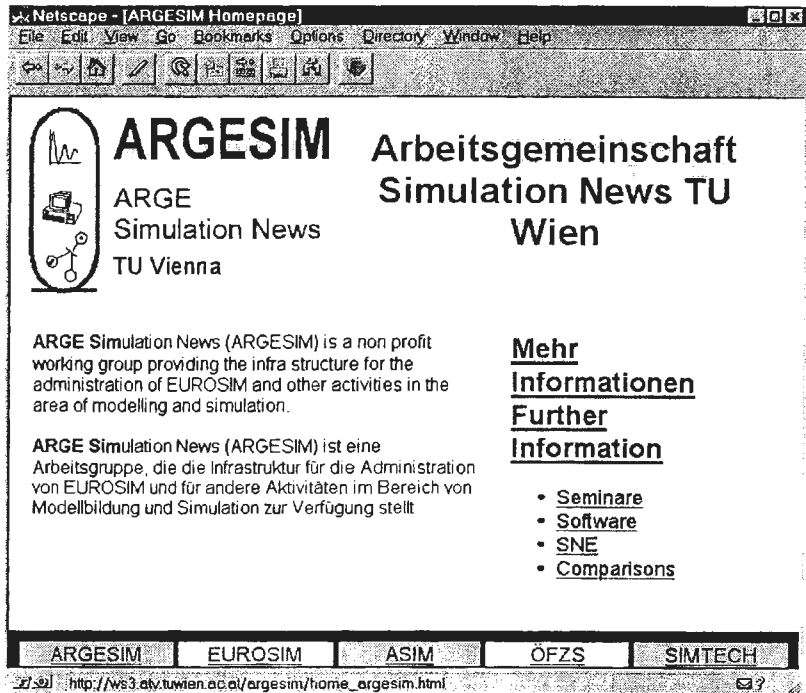 Netscape - [ARGESIM Homepage]
File Edit View Go Bookmarks Options Directory Window Help
ARGESIM
ARGE
Simulation News
TU Vienna
Arbeitsgemeinschaft
Simulation News TU
Wien
ARGE Simulation News (ARGESIM) is a non profit
working group providing the infra structure for the
administration of EUROSIM and other activities in the
area of modelling and simulation.
ARGE Simulation News (ARGESIM) ist eine
Arbeitsgruppe, die die Infrastruktur für die Administration
von EUROSIM und für andere Aktivitäten im Bereich von
Modellbildung und Simulation zur Verfügung stellt
Mehr
Informationen
Further
Information
• Seminare
• Software
• SNE
• Comparisons
ARGESIM EUROSIM ASIM ÖFZS SIMTECH
http://ws3.atv.tuwien.ac.at/argesim/home_argesim.html